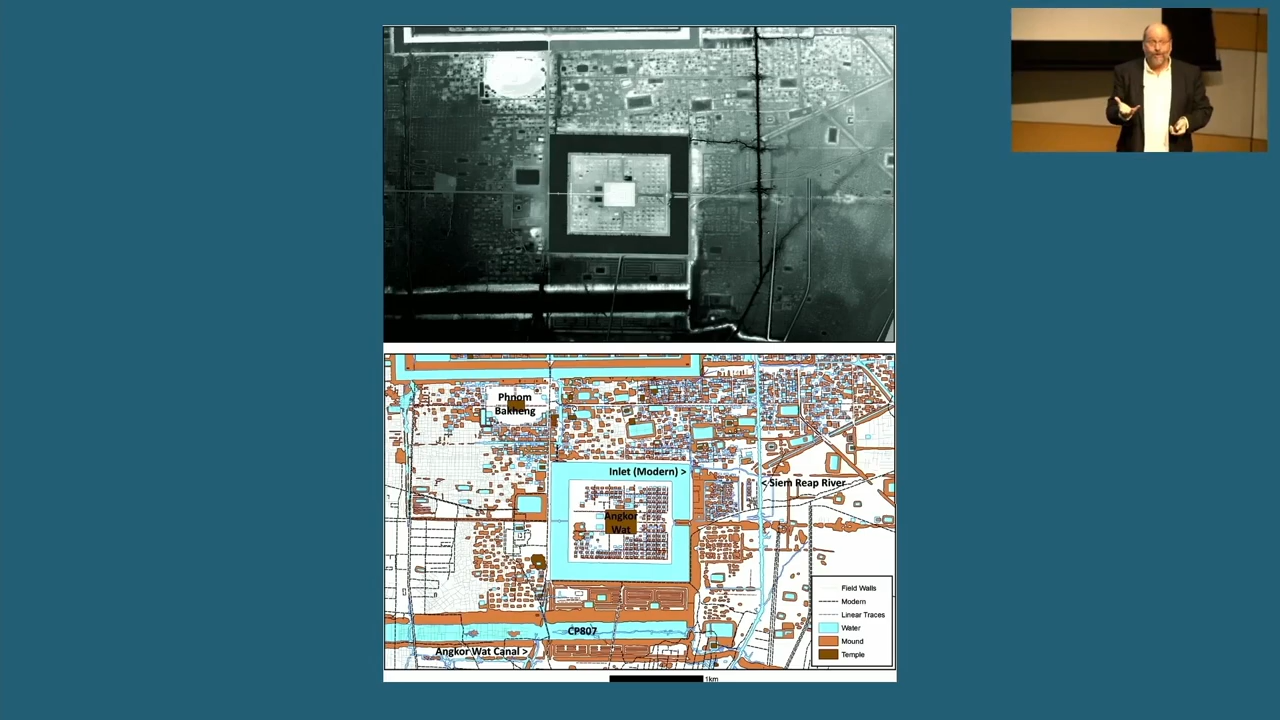 Phnom
Bakheng
Inlet (Modern) >
< Siem Reap River
Angkor
Wat
CP807
Angkor Wat Canal >
Field Walls
Modern
Linear Traces
Water
Mound
Temple
1km